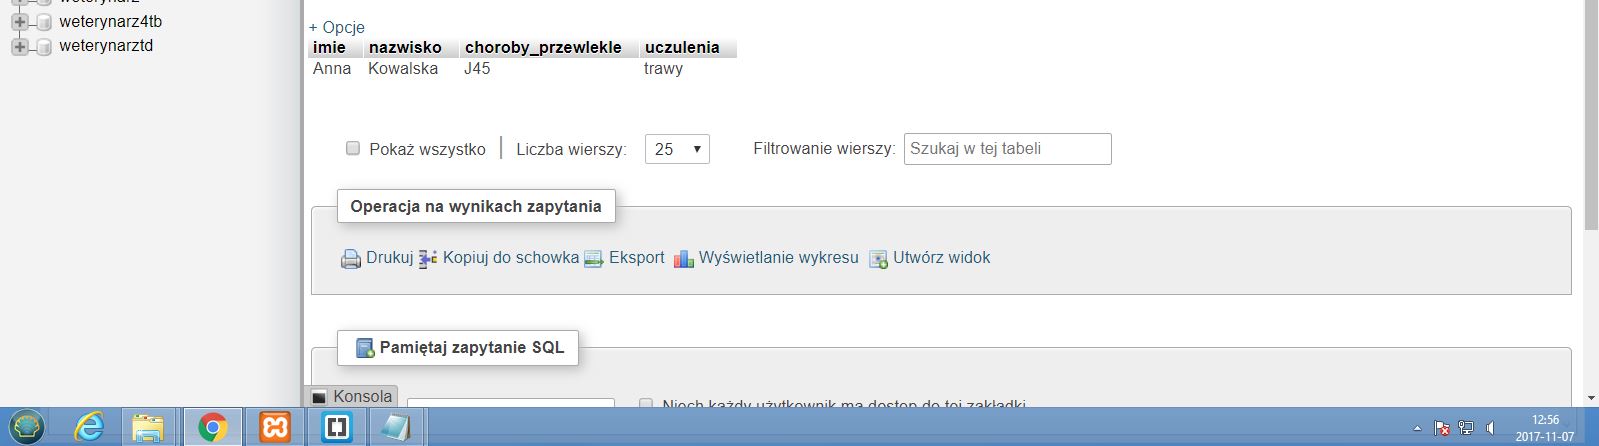 weterynarz
weterynarz4tb
weterynarztd
+ Opcje
imie nazwisko choroby_przewlekle uczulenia
Anna Kowalska J45 trawy
Pokaż wszystko | Liczba wierszy: 25 Filtrowanie wierszy: Szukaj w tej tabeli
Operacja na wynikach zapytania
Drukuj Kopiuj do schowka Eksport Wyświetlanie wykresu Utwórz widok
Pamiętaj zapytanie SQL
Konsola
Niech każdy użytkownik ma dostęp do tej zakładki
12:56
2017-11-07